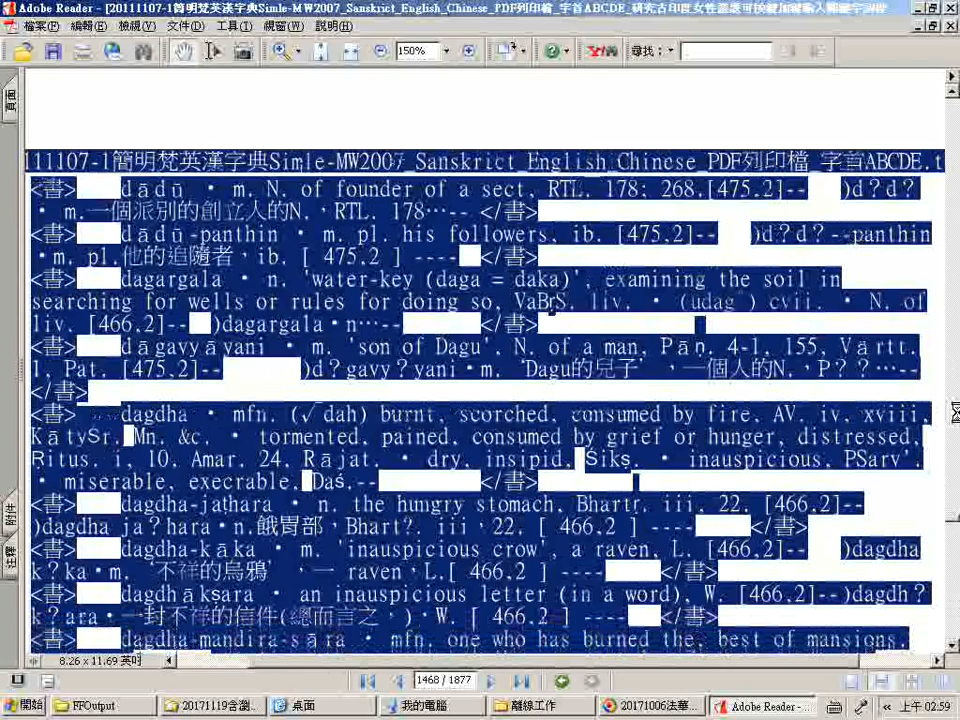 Adobe Reader - [20111107-1簡明梵英漢字典Simle-MW2007_Sanskrict_English_Chinese_PDF列印檔_字首ABCDE_研究古印度女性
檔案(F) 編輯(E) 檢視(V) 文件(D) 工具(T) 視窗(W) 說明(H)
150% 尋找:
頁面
111107-1簡明梵英漢字典Simle-MW2007_Sanskrict_English_Chinese_PDF列印檔_字首ABCDE.t
<書> dādū · m. N. of founder of a sect, RTL. 178; 268.[475,2]-- )d?d?
· m.一個派別的創立人的N.，RTL. 178…-- </書>
<書> dādū-panthin · m. pl. his followers, ib. [475,2]-- )d?d?--panthin
·m. pl.他的追隨者，ib. [ 475,2 ] ---- </書>
<書> dagargala · n. 'water-key (daga = daka)', examining the soil in
searching for wells or rules for doing so, VaBṛS. liv. · (udag°) cvii. · N. of
liv. [466,2]-- )dagargala·n…-- </書>
<書> dāgavyāyani · m. 'son of Dagu', N. of a man, Pāṇ. 4-1, 155, Vārtt.
1, Pat. [475,2]-- )d?gavy?yani·m. ‘Dagu的兒子’，一個人的N.，P??…--
</書>
<書> dagdha · mfn. (√dah) burnt, scorched, consumed by fire, AV. iv, xviii,
KātyŚr. Mn. &c. · tormented, pained, consumed by grief or hunger, distressed,
Ritus. i, 10. Amar. 24, Rājat. · dry, insipid, Śikṣ. · inauspicious, PSarv°.
· miserable, execrable, Daś.-- </書>
<書> dagdha-jaṭhara · n. the hungry stomach, Bhartṛ. iii, 22. [466,2]--
)dagdha ja?hara·n.餓胃部，Bhart?. iii，22. [ 466,2 ] ---- </書>
<書> dagdha-kāka · m. 'inauspicious crow', a raven, L. [466,2]-- )dagdha
k?ka·m. ‘不祥的烏鴉’，一 raven，L.[ 466,2 ] ---- </書>
<書> dagdhākṣara · an inauspicious letter (in a word), W. [466,2]--)dagdh?
k?ara·一封不祥的信件(總而言之，)，W. [ 466,2 ] ---- </書>
<書> dagdha-mandira-sāra · mfn. one who has burned the best of mansions,
附件
注釋
8.26 x 11.69 英吋
1468 / 1877
開始 FFOutput 20171119含瀏... 桌面 我的電腦 離線工作 20171006法華... Adobe Reader - [... 上午 02:59